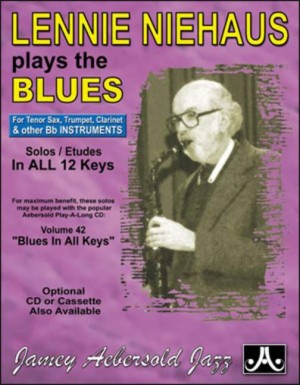 LENNIE NIEHAUS
plays the
BLUES
For Tenor Sax, Trumpet, Clarinet
& other Bb INSTRUMENTS
Solos / Etudes
In ALL 12 Keys
For maximum benefit, these solos
may be played with the popular
Aebersold Play-A-Long CD:
Volume 42
"Blues In All Keys"
Optional
CD or Cassette
Also Available
Jamey Aebersold Jazz
JA